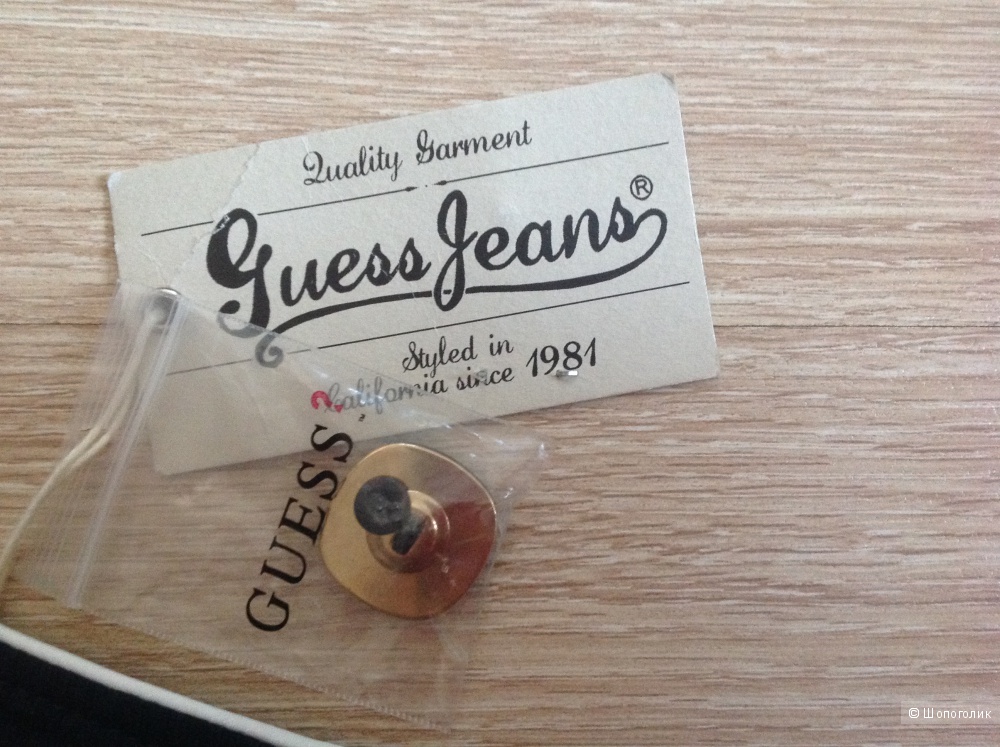 Quality Garment
Guess Jeans®
Styled in
California since 1981
GUESS?
© Шопоголик